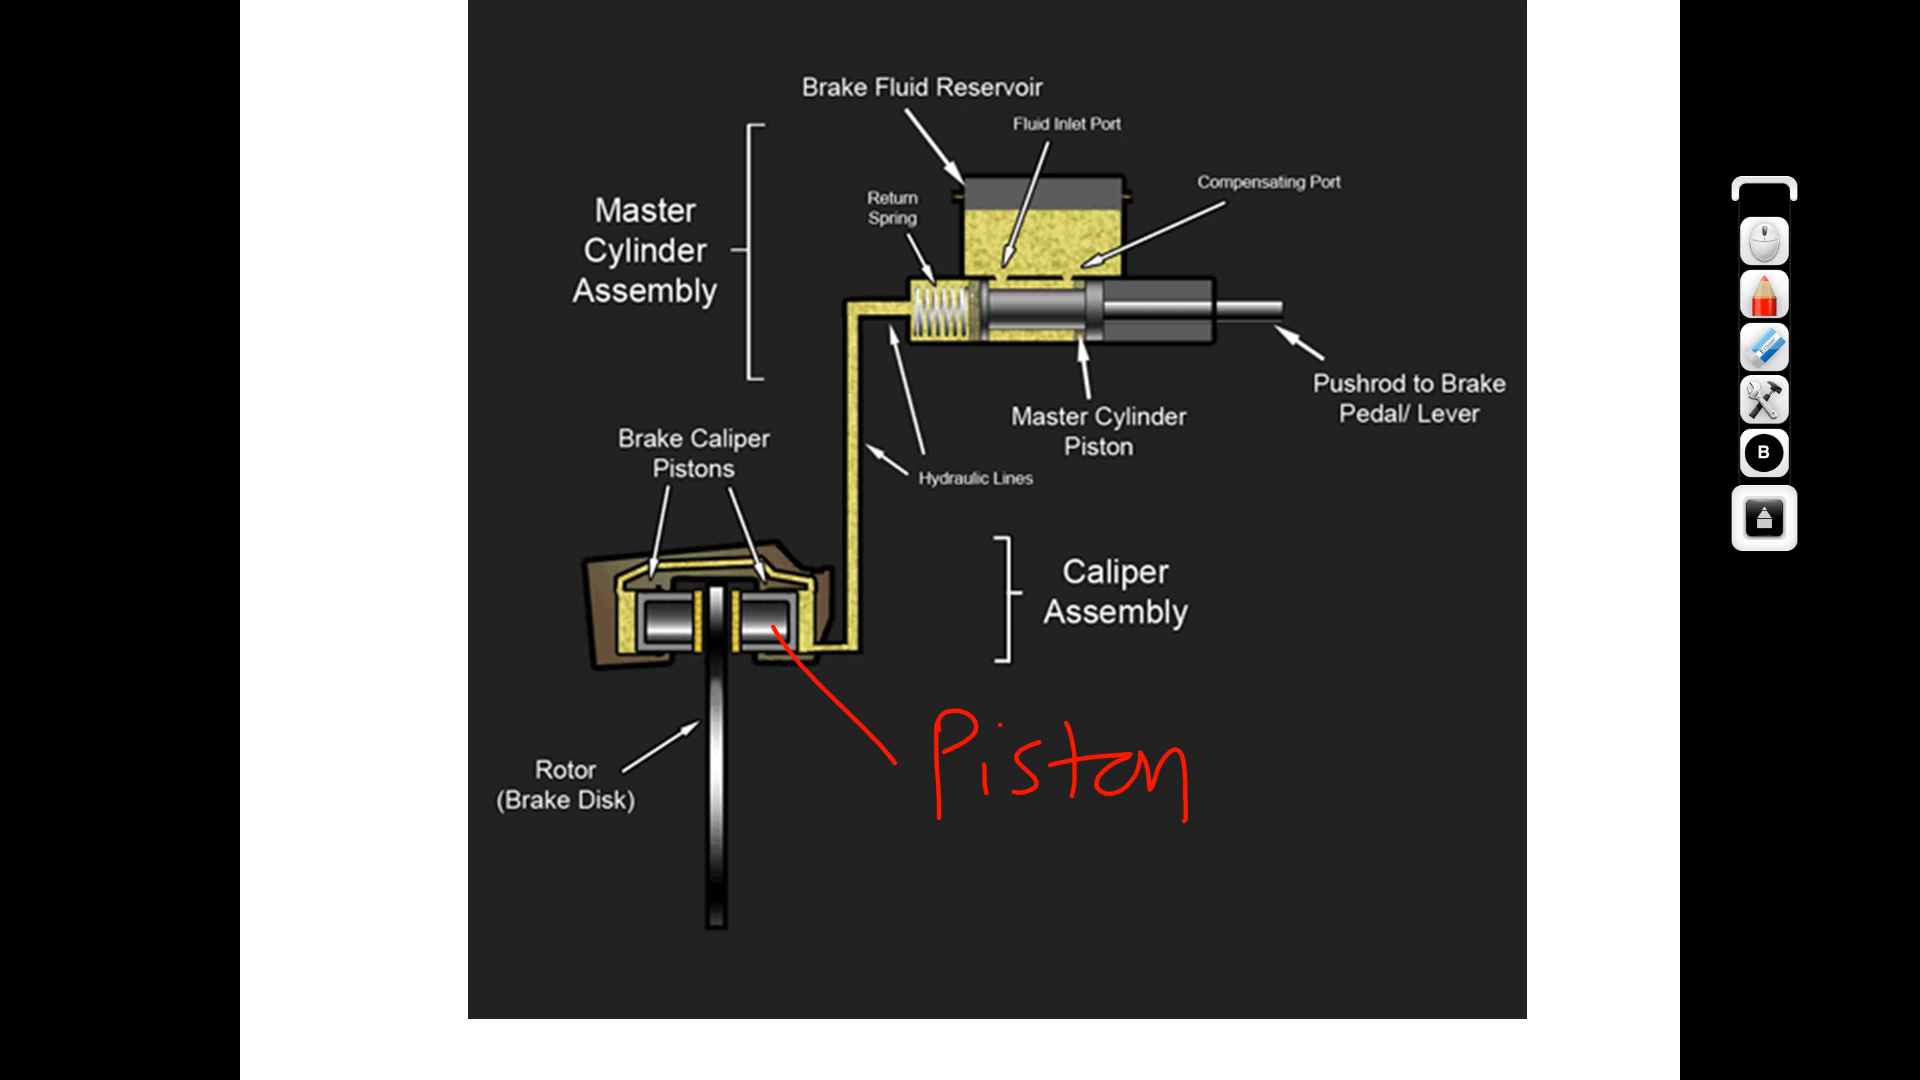 Brake Fluid Reservoir
Fluid Inlet Port
Compensating Port
Return
Spring
Master
Cylinder
Assembly
Pushrod to Brake
Pedal/ Lever
Master Cylinder
Piston
Brake Caliper
Pistons
Hydraulic Lines
Caliper
Assembly
Piston
Rotor
(Brake Disk)
B